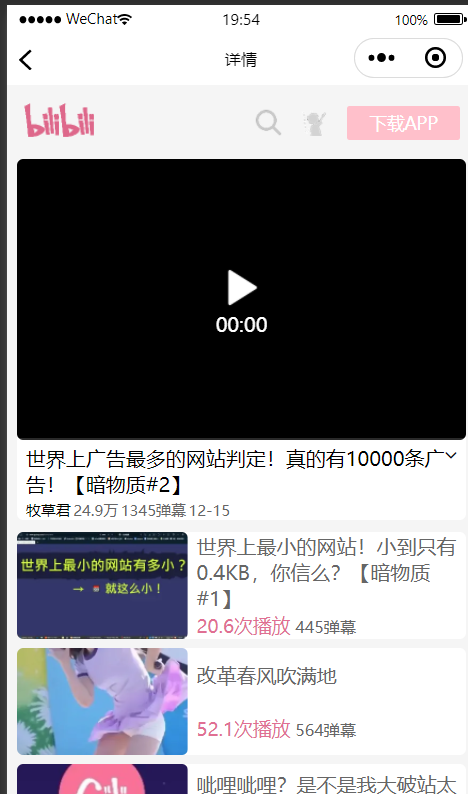 WeChat
19:54
100%
详情
bilibili
下载APP
00:00
世界上广告最多的网站判定！真的有10000条广
告！【暗物质#2】
牧草君 24.9万 1345弹幕 12-15
世界上最小的网站有多小？
→ 就这么小！
世界上最小的网站！小到只有
0.4KB，你信么？【暗物质
#1】
20.6次播放 445弹幕
改革春风吹满地
52.1次播放 564弹幕
呲哩呲哩？是不是我大破站太